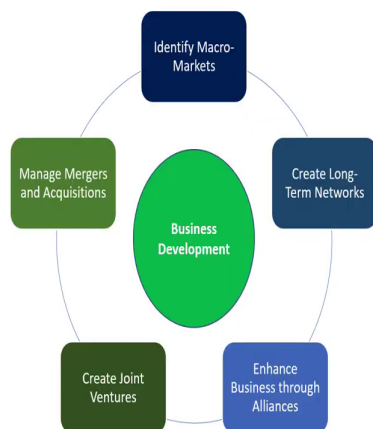 Identify Macro-
Markets
Manage Mergers
and Acquisitions
Create Long-
Term Networks
Business
Development
Create Joint
Ventures
Enhance
Business through
Alliances